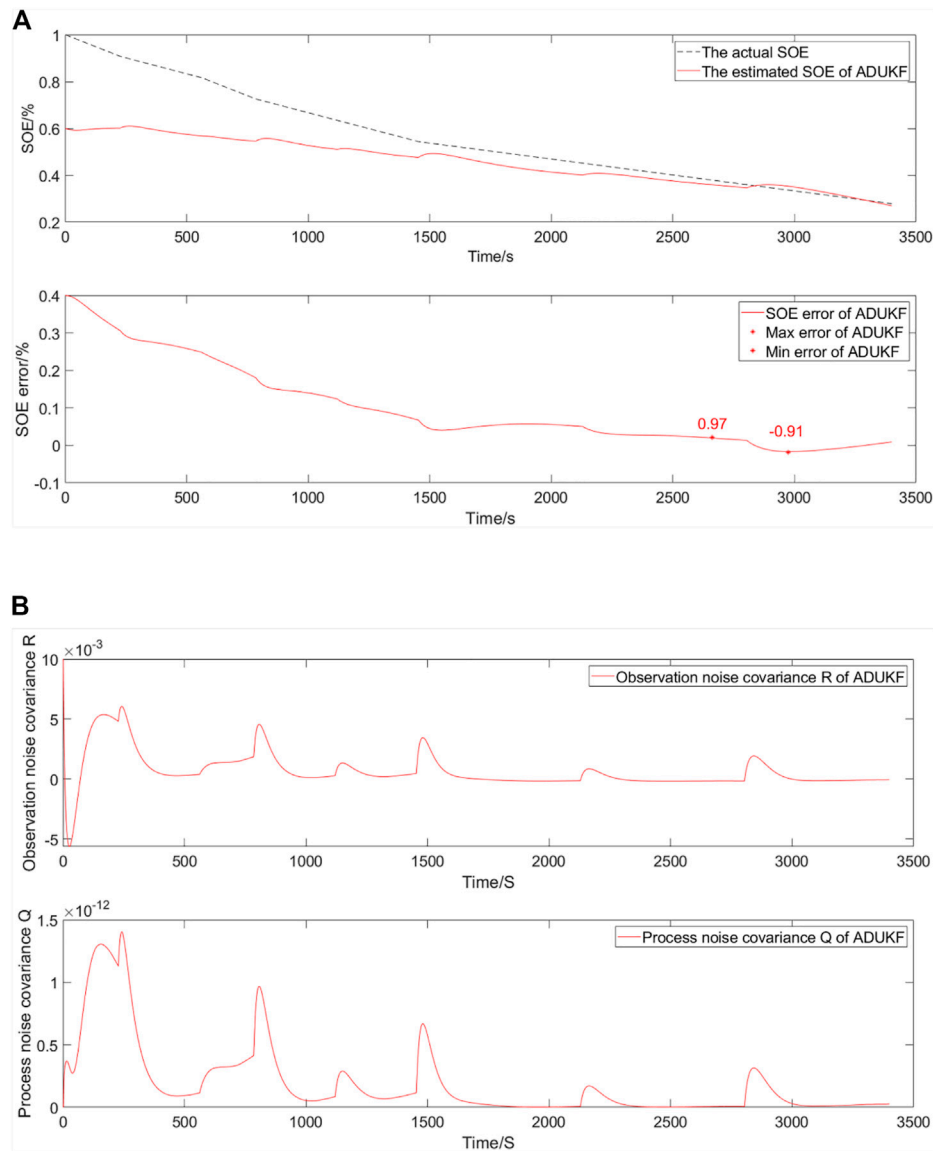 A
1
0.8
0.6
0.4
0.2
SOE/%
The actual SOE
The estimated SOE of ADUKF
0 500 1000 1500 2000 2500 3000 3500
Time/s
0.4
0.3
0.2
0.1
0
-0.1
SOE error/%
SOE error of ADUKF
Max error of ADUKF
Min error of ADUKF
0.97
-0.91
0 500 1000 1500 2000 2500 3000 3500
Time/s
B
×10⁻³
10
5
0
-5
Observation noise covariance R
Observation noise covariance R of ADUKF
0 500 1000 1500 2000 2500 3000 3500
Time/S
×10⁻¹²
1.5
1
0.5
0
Process noise covariance Q
Process noise covariance Q of ADUKF
0 500 1000 1500 2000 2500 3000 3500
Time/S